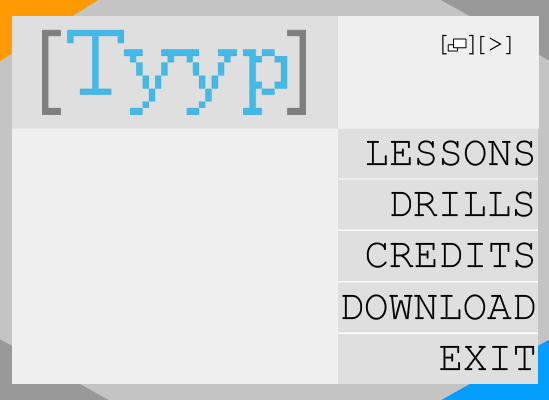 [Tyyp]
[🗗][>]
LESSONS
DRILLS
CREDITS
DOWNLOAD
EXIT